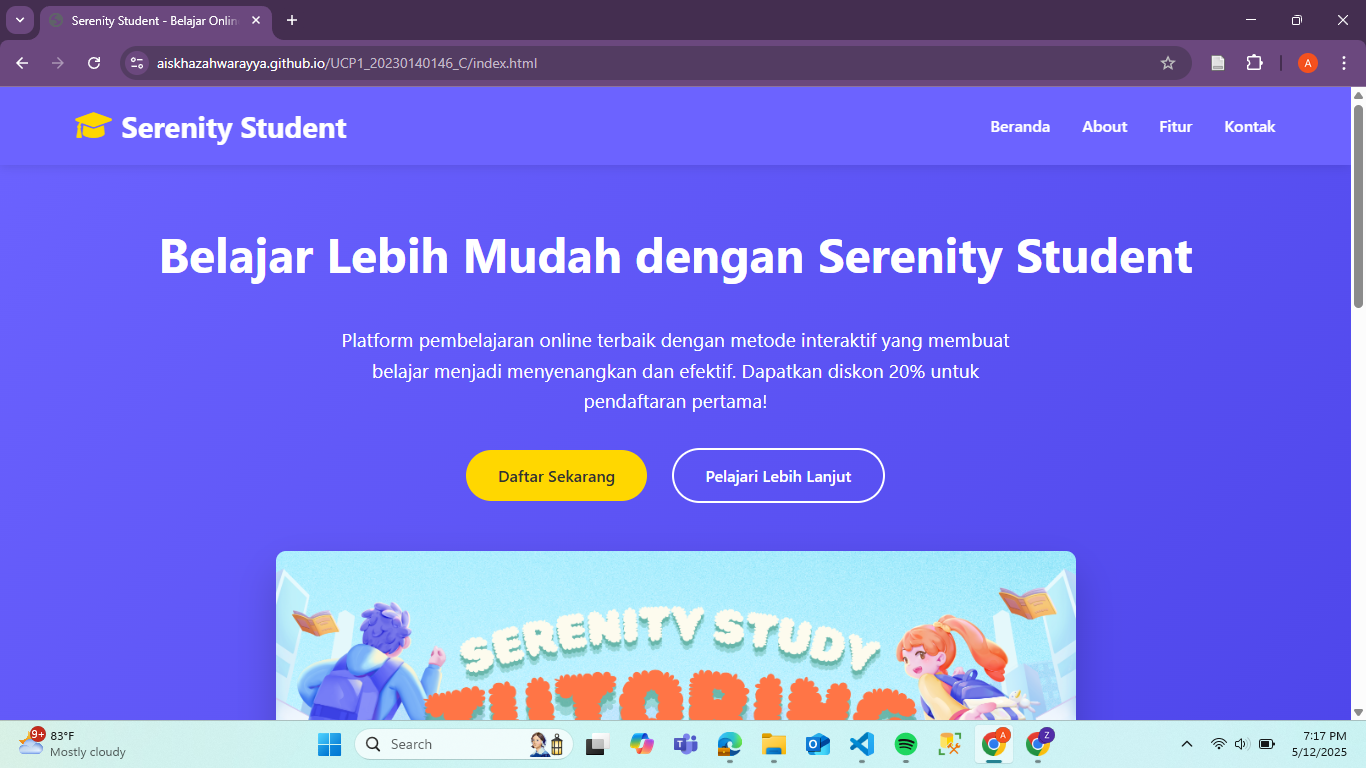 Serenity Student - Belajar Onlin
aiskhazahwarayya.github.io/UCP1_20230140146_C/index.html
A
Serenity Student
Beranda About Fitur Kontak
Belajar Lebih Mudah dengan Serenity Student
Platform pembelajaran online terbaik dengan metode interaktif yang membuat
belajar menjadi menyenangkan dan efektif. Dapatkan diskon 20% untuk
pendaftaran pertama!
Daftar Sekarang
Pelajari Lebih Lanjut
SERENITY STUDY
TUTORING
9+
83°F
Mostly cloudy
Search
A
Z
7:17 PM
5/12/2025